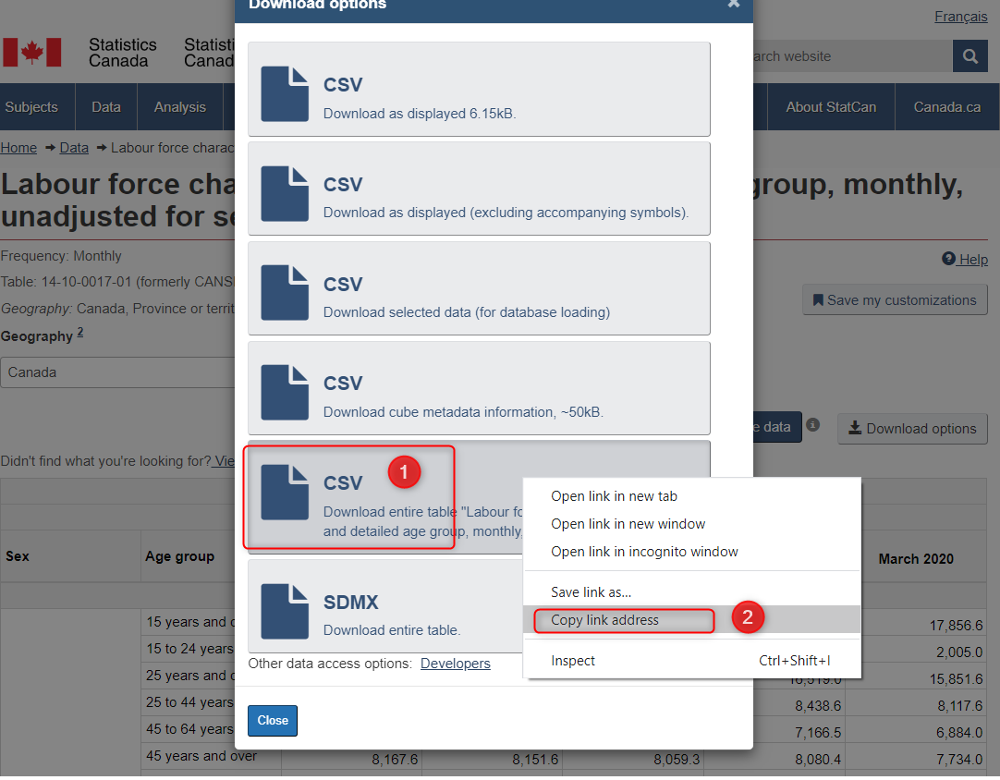 Download options
×
Français
Statistics
Canada
Statisti
Canad
arch website
Subjects
Data
Analysis
About StatCan
Canada.ca
Home ➜ Data ➜ Labour force charac
Labour force cha
group, monthly,
unadjusted for se
Frequency: Monthly
Help
Table: 14-10-0017-01 (formerly CANSI
Geography: Canada, Province or territ
Save my customizations
Geography 2
Canada
CSV
Download as displayed 6.15kB.
CSV
Download as displayed (excluding accompanying symbols).
CSV
Download selected data (for database loading)
CSV
Download cube metadata information, ~50kB.
CSV
1
Download entire table "Labour fo
and detailed age group, monthly,
SDMX
Download entire table.
Other data access options: Developers
Close
e data
Download options
Didn't find what you're looking for? Vie
Open link in new tab
Open link in new window
Open link in incognito window
Save link as...
Copy link address
2
Inspect Ctrl+Shift+I
Sex
Age group
March 2020
15 years and o
17,856.6
15 to 24 years
2,005.0
25 years and o
16,519.0
15,851.6
25 to 44 years
8,438.6
8,117.6
45 to 64 years
7,166.5
6,884.0
45 years and over
8,167.6
8,151.6
8,059.3
8,080.4
7,734.0